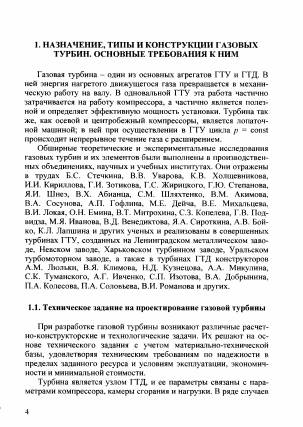 1. НАЗНАЧЕНИЕ, ТИПЫ И КОНСТРУКЦИИ ГАЗОВЫХ
ТУРБИН. ОСНОВНЫЕ ТРЕБОВАНИЯ К НИМ
Газовая турбина – один из основных агрегатов ГТУ и ГТД. В
ней энергия нагретого движущегося газа превращается в механиче-
скую работу на валу. В одновальной ГТУ эта работа частично
затрачивается на работу компрессора, а частично является полез-
ной и определяет эффективную мощность установки. Турбина так
же, как осевой и центробежный компрессоры, является лопаточ-
ной машиной; в ней при осуществлении в ГТУ цикла p = const
происходит непрерывное течение газа с расширением.
Обширные теоретические и экспериментальные исследования
газовых турбин и их элементов были выполнены в производствен-
ных объединениях, научных и учебных институтах. Они отражены
в трудах Б.С. Стечкина, В.В. Уварова, К.В. Холщевникова,
И.И. Кириллова, Г.И. Зотикова, Г.С. Жирицкого, Г.Ю. Степанова,
Я.И. Шнеэ, В.Х. Абианца, С.М. Шляхтенко, В.М. Акимова,
В.А. Сосунова, А.П. Гофлина, М.Е. Дейча, В.Е. Михальцева,
В.И. Локая, О.Н. Емина, В.Т. Митрохина, С.З. Копелева, Г.В. Под-
видза, М.Я. Иванова, В.Д. Венедиктова, Я.А. Сироткина, А.В. Бой-
ко, К.Л. Лапшина и других ученых и реализованы в совершенных
турбинах ГТУ, созданных на Ленинградском металлическом заво-
де, Невском заводе, Харьковском турбинном заводе, Уральском
турбомоторном заводе, а также в турбинах ГТД конструкторов
А.М. Люльки, В.Я. Климова, Н.Д. Кузнецова, А.А. Микулина,
С.К. Туманского, А.Г. Ивченко, С.П. Изотова, В.А. Добрынина,
П.А. Колесова, П.А. Соловьева, В.И. Романова и других.
1.1. Техническое задание на проектирование газовой турбины
При разработке газовой турбины возникают различные расчет-
но-конструкторские и технологические задачи. Их решают на ос-
нове технического задания с учетом материально-технической
базы, удовлетворяя техническим требованиям по надежности в
пределах заданного ресурса и условиям эксплуатации, экономич-
ности и минимальной стоимости.
Турбина является узлом ГТД, и ее параметры связаны с пара-
метрами компрессора, камеры сгорания и нагрузки. В ряде случаев
4